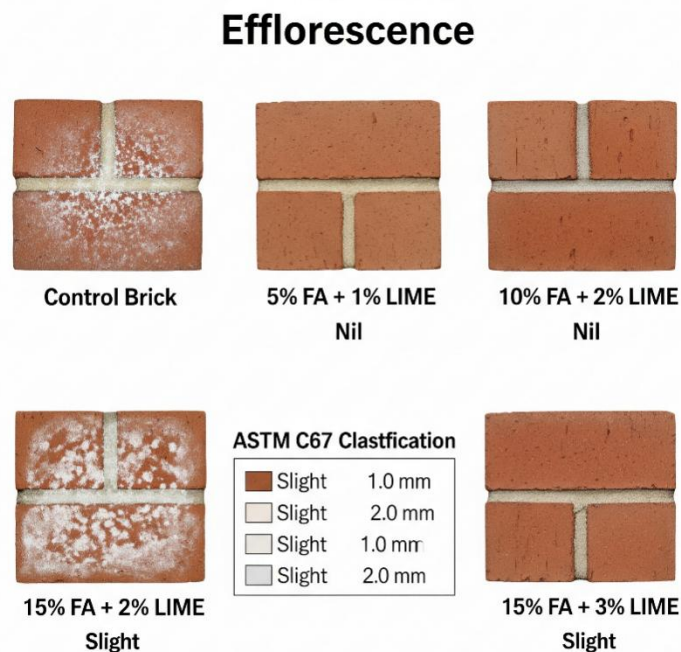 Efflorescence
Control Brick
5% FA + 1% LIME
Nil
10% FA + 2% LIME
Nil
15% FA + 2% LIME
Slight
ASTM C67 Clastfication
Slight 1.0 mm
Slight 2.0 mm
Slight 1.0 mm
Slight 2.0 mm
15% FA + 3% LIME
Slight